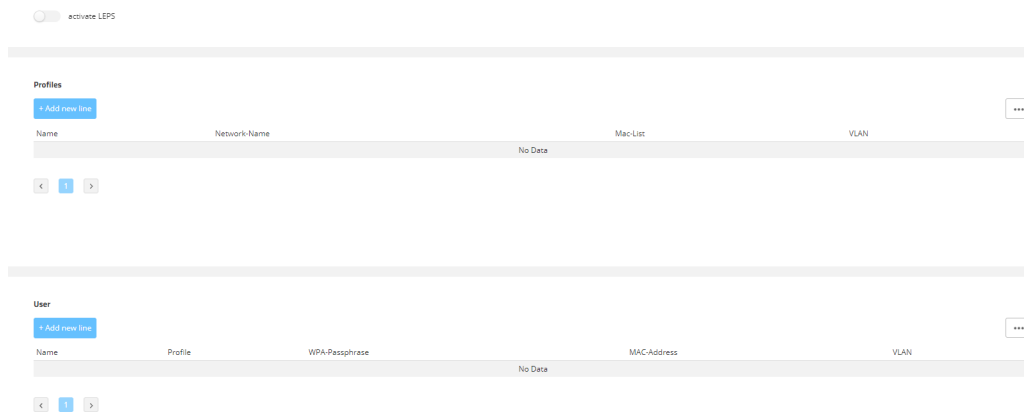 activate LEPS
Profiles
+ Add new line
•••
Name Network-Name Mac-List VLAN
No Data
‹ 1 ›
User
+ Add new line
•••
Name Profile WPA-Passphrase MAC-Address VLAN
No Data
‹ 1 ›